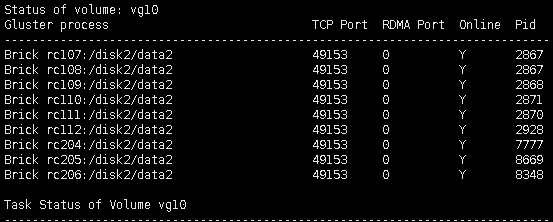 Status of volume: vg10
Gluster process TCP Port RDMA Port Online Pid
------------------------------------------------------------------------------
Brick rc107:/disk2/data2 49153 0 Y 2867
Brick rc108:/disk2/data2 49153 0 Y 2867
Brick rc109:/disk2/data2 49153 0 Y 2868
Brick rc110:/disk2/data2 49153 0 Y 2871
Brick rc111:/disk2/data2 49153 0 Y 2870
Brick rc112:/disk2/data2 49153 0 Y 2928
Brick rc204:/disk2/data2 49153 0 Y 7777
Brick rc205:/disk2/data2 49153 0 Y 8669
Brick rc206:/disk2/data2 49153 0 Y 8348
Task Status of Volume vg10
------------------------------------------------------------------------------